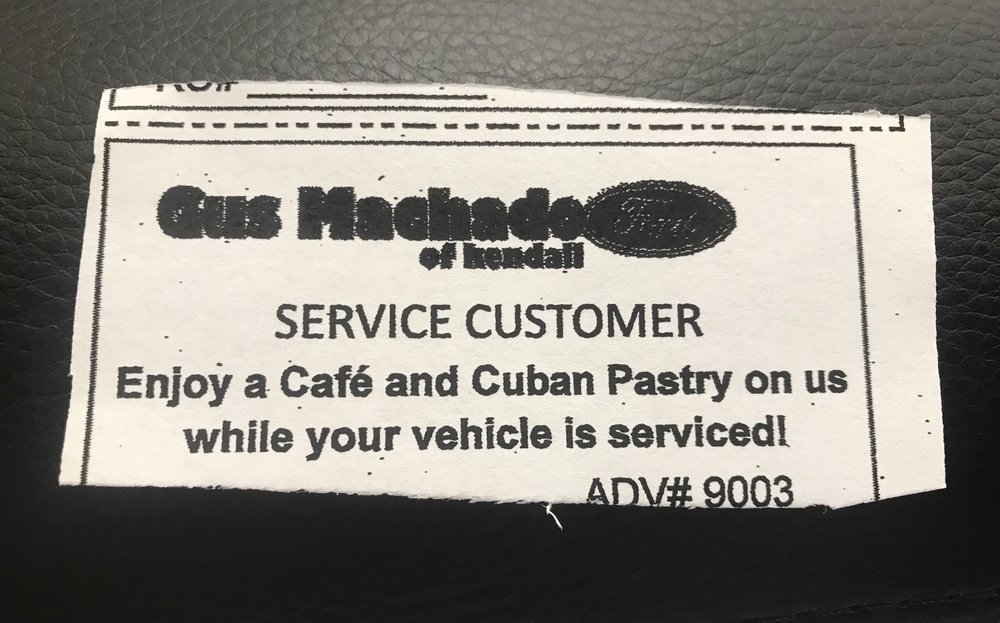 RO#
Gus Machado Ford
of kendall
SERVICE CUSTOMER
Enjoy a Café and Cuban Pastry on us
while your vehicle is serviced!
ADV# 9003